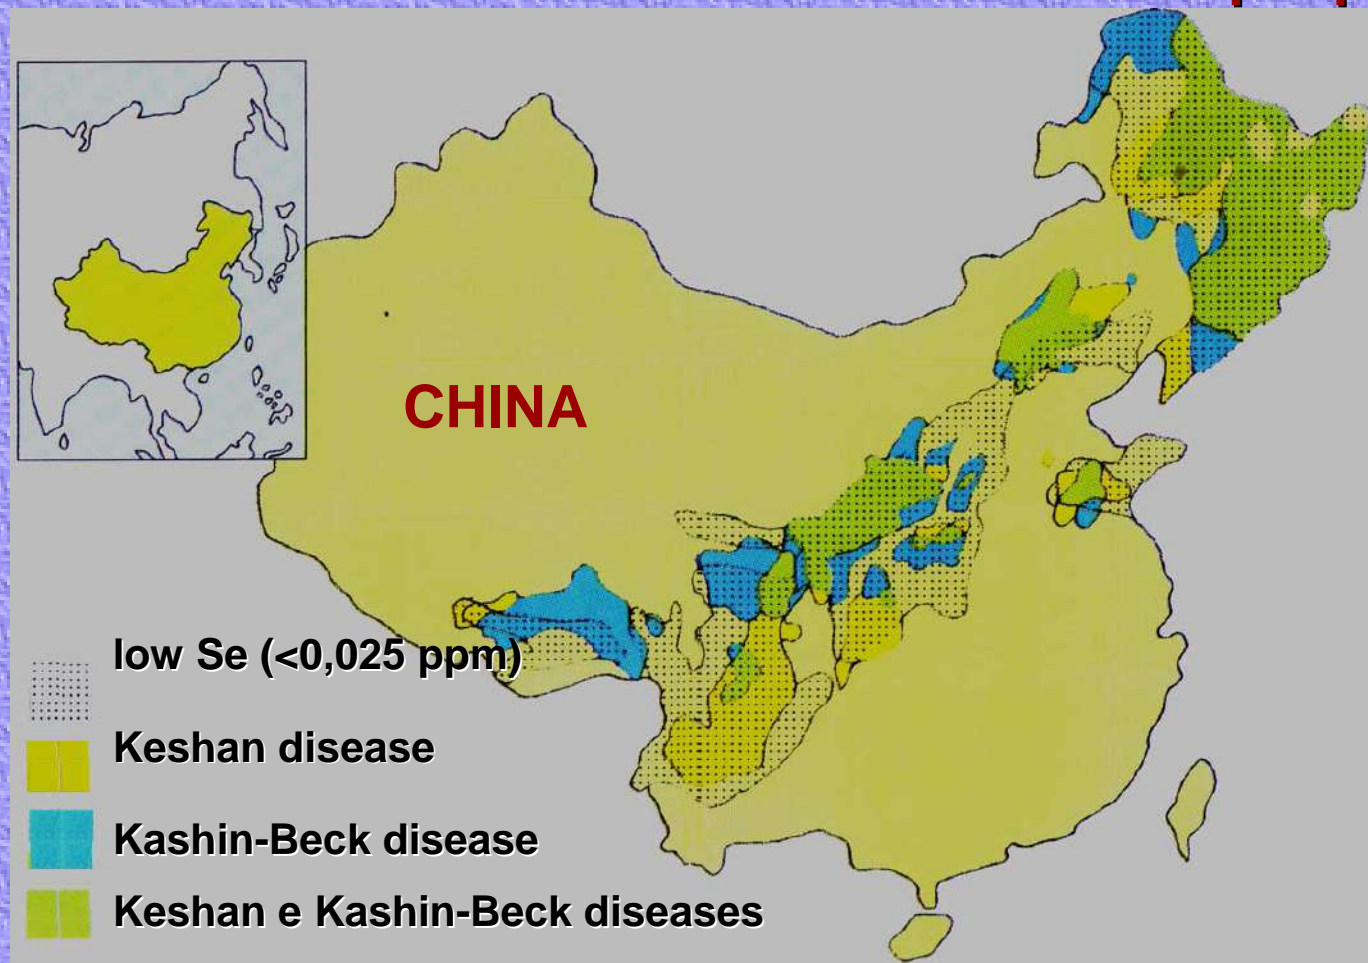 CHINA
low Se (<0,025 ppm)
Keshan disease
Kashin-Beck disease
Keshan e Kashin-Beck diseases